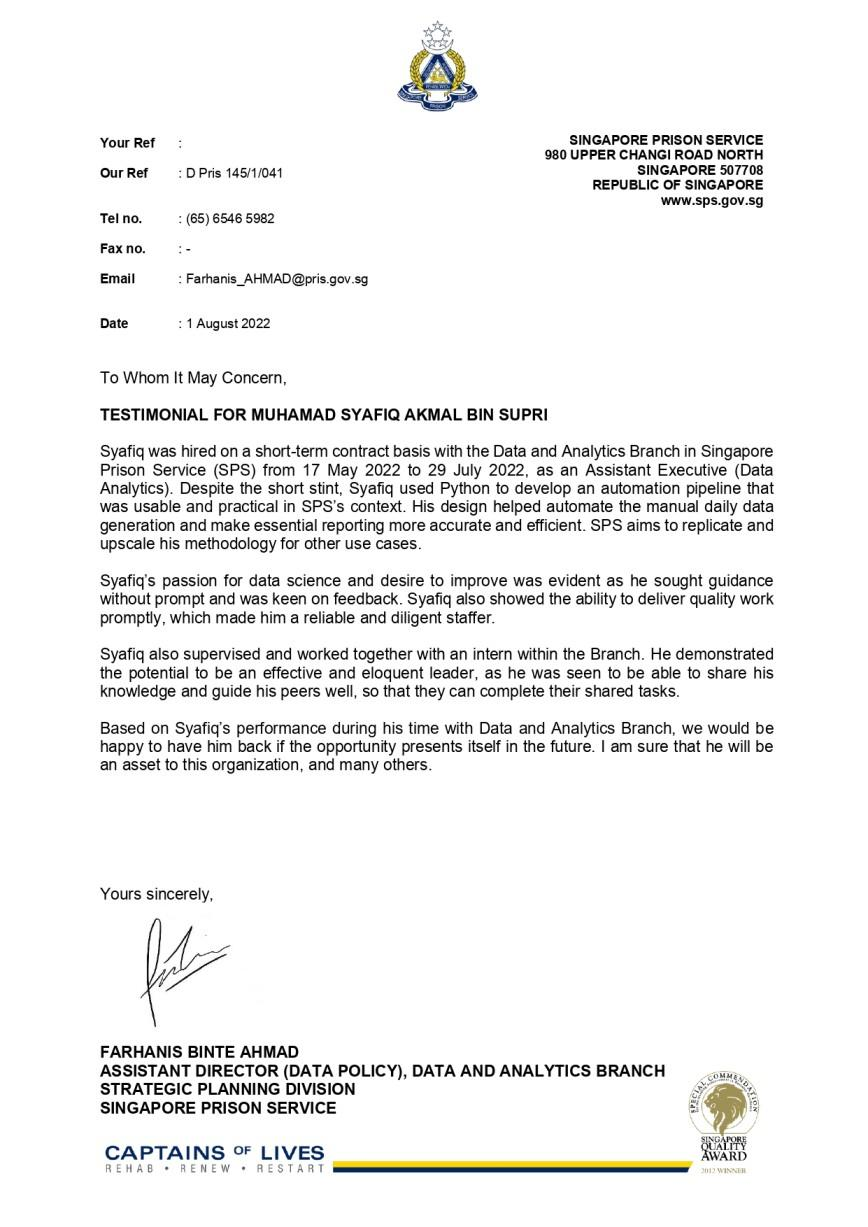 Your Ref :
SINGAPORE PRISON SERVICE
980 UPPER CHANGI ROAD NORTH
Our Ref : D Pris 145/1/041
SINGAPORE 507708
REPUBLIC OF SINGAPORE
www.sps.gov.sg
Tel no. : (65) 6546 5982
Fax no. : -
Email : Farhanis_AHMAD@pris.gov.sg
Date : 1 August 2022
To Whom It May Concern,
TESTIMONIAL FOR MUHAMAD SYAFIQ AKMAL BIN SUPRI
Syafiq was hired on a short-term contract basis with the Data and Analytics Branch in Singapore
Prison Service (SPS) from 17 May 2022 to 29 July 2022, as an Assistant Executive (Data
Analytics). Despite the short stint, Syafiq used Python to develop an automation pipeline that
was usable and practical in SPS’s context. His design helped automate the manual daily data
generation and make essential reporting more accurate and efficient. SPS aims to replicate and
upscale his methodology for other use cases.
Syafiq’s passion for data science and desire to improve was evident as he sought guidance
without prompt and was keen on feedback. Syafiq also showed the ability to deliver quality work
promptly, which made him a reliable and diligent staffer.
Syafiq also supervised and worked together with an intern within the Branch. He demonstrated
the potential to be an effective and eloquent leader, as he was seen to be able to share his
knowledge and guide his peers well, so that they can complete their shared tasks.
Based on Syafiq’s performance during his time with Data and Analytics Branch, we would be
happy to have him back if the opportunity presents itself in the future. I am sure that he will be
an asset to this organization, and many others.
Yours sincerely,
FARHANIS BINTE AHMAD
ASSISTANT DIRECTOR (DATA POLICY), DATA AND ANALYTICS BRANCH
STRATEGIC PLANNING DIVISION
SINGAPORE PRISON SERVICE
SPECIAL COMMENDATION
SINGAPORE
QUALITY
AWARD
2012 WINNER
CAPTAINS OF LIVES
REHAB • RENEW • RESTART